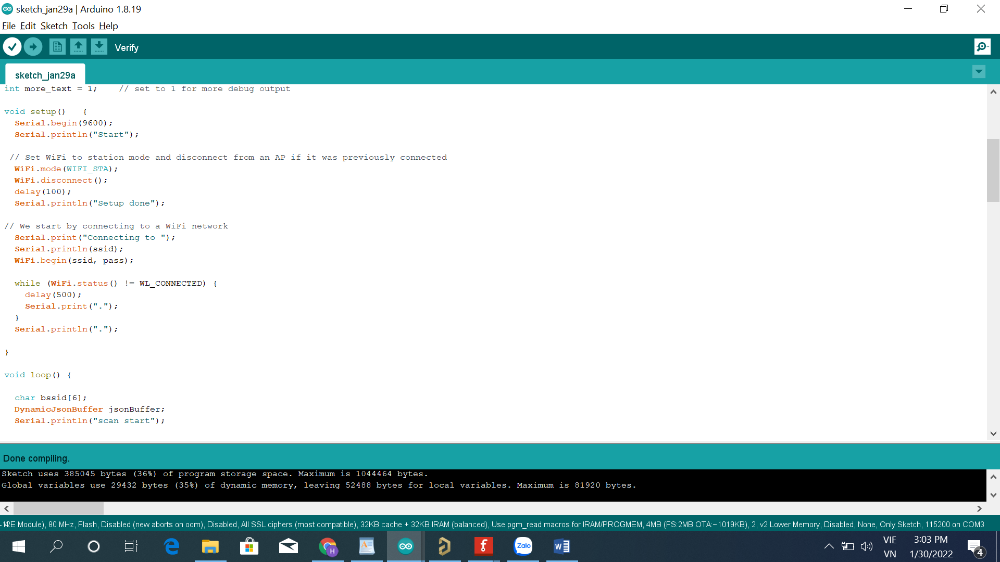 sketch_jan29a | Arduino 1.8.19
File Edit Sketch Tools Help
Verify
sketch_jan29a
int more_text = 1;    // set to 1 for more debug output
void setup()   {
Serial.begin(9600);
Serial.println("Start");
// Set WiFi to station mode and disconnect from an AP if it was previously connected
WiFi.mode(WIFI_STA);
WiFi.disconnect();
delay(100);
Serial.println("Setup done");
// We start by connecting to a WiFi network
Serial.print("Connecting to ");
Serial.println(ssid);
WiFi.begin(ssid, pass);
while (WiFi.status() != WL_CONNECTED) {
delay(500);
Serial.print(".");
}
Serial.println(".");
}
void loop() {
char bssid[6];
DynamicJsonBuffer jsonBuffer;
Serial.println("scan start");
Done compiling.
Sketch uses 385045 bytes (36%) of program storage space. Maximum is 1044464 bytes.
Global variables use 29432 bytes (35%) of dynamic memory, leaving 52488 bytes for local variables. Maximum is 81920 bytes.
Module), 80 MHz, Flash, Disabled (new aborts on oom), Disabled, All SSL ciphers (most compatible), 32KB cache + 32KB IRAM (balanced), Use pgm_read macros for IRAM/PROGMEM, 4MB (FS:2MB OTA:~1019KB), 2, v2 Lower Memory, Disabled, None, Only Sketch, 115200 on COM3
H
Zalo
VIE
VN
3:03 PM
1/30/2022
4